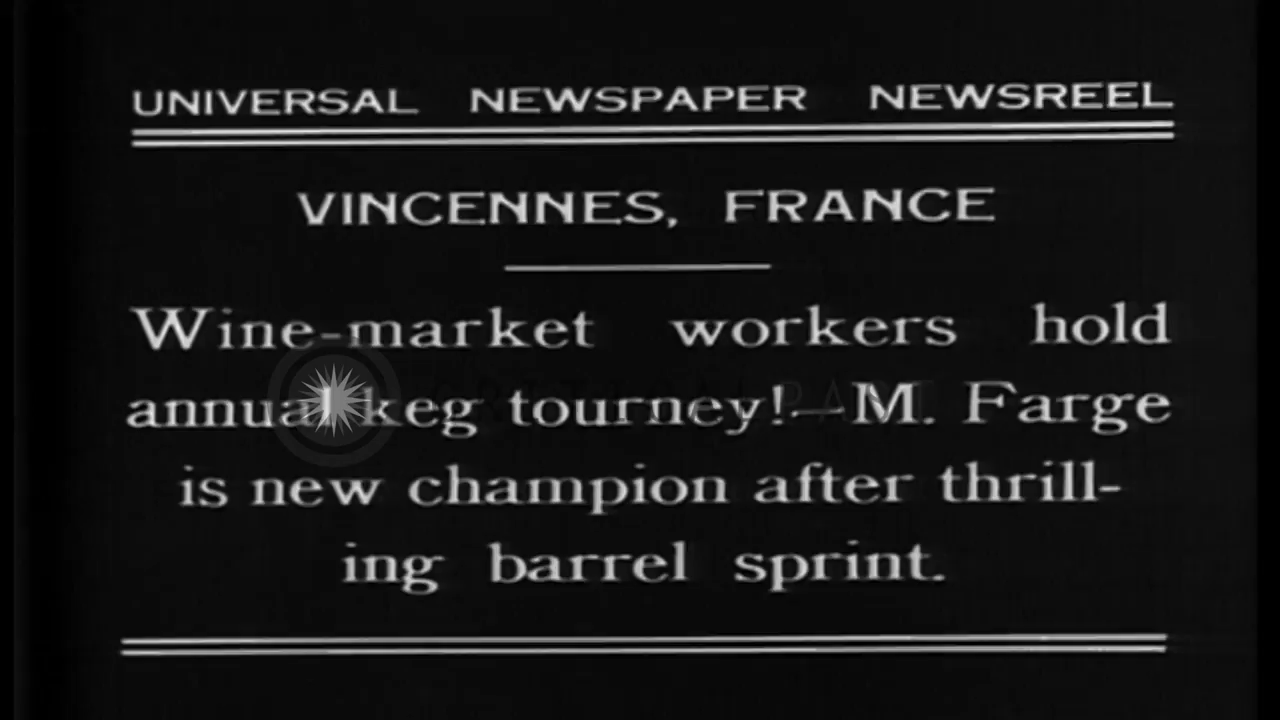 UNIVERSAL NEWSPAPER NEWSREEL
VINCENNES, FRANCE
Wine-market workers hold
annual keg tourney!—M. Farge
is new champion after thrill-
ing barrel sprint.